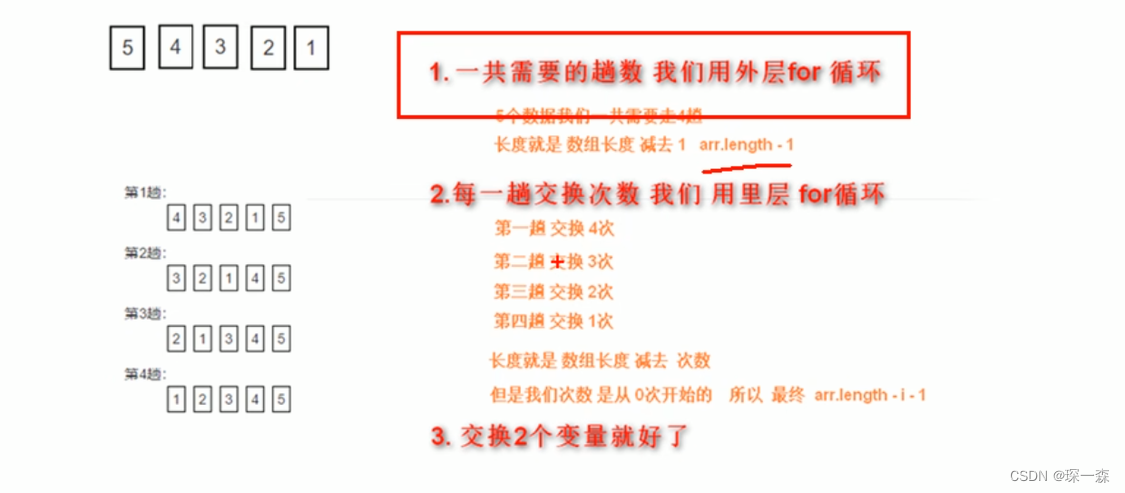 5 4 3 2 1
1. 一共需要的趟数 我们用外层for 循环
5个数据我们一共需要走4趟
长度就是 数组长度 减去 1 arr.length - 1
第1趟:
4 3 2 1 5
第2趟:
3 2 1 4 5
第3趟:
2 1 3 4 5
第4趟:
1 2 3 4 5
2.每一趟交换次数 我们 用里层 for循环
第一趟 交换 4次
第二趟 交换 3次
第三趟 交换 2次
第四趟 交换 1次
长度就是 数组长度 减去 次数
但是我们次数 是从 0次开始的 所以 最终 arr.length - i - 1
3. 交换2个变量就好了
CSDN @琛一森